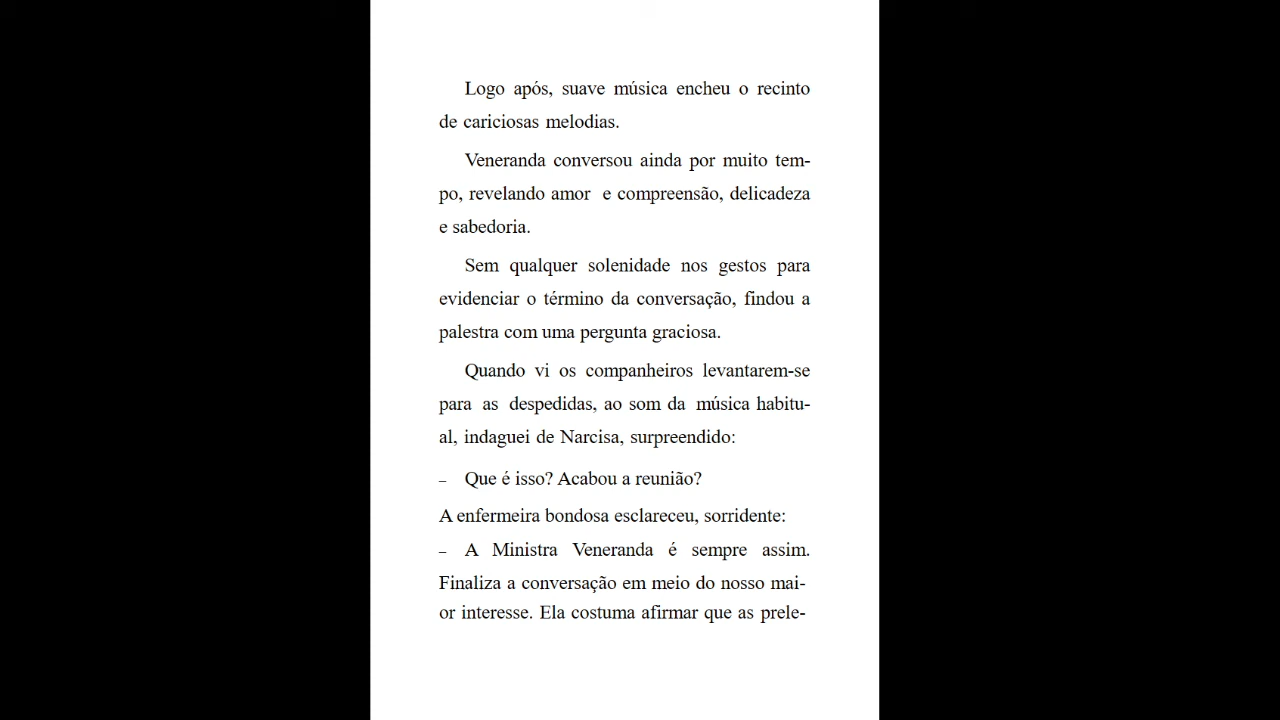 Logo após, suave música encheu o recinto
de cariciosas melodias.
Veneranda conversou ainda por muito tem-
po, revelando amor e compreensão, delicadeza
e sabedoria.
Sem qualquer solenidade nos gestos para
evidenciar o término da conversação, findou a
palestra com uma pergunta graciosa.
Quando vi os companheiros levantarem-se
para as despedidas, ao som da música habitu-
al, indaguei de Narcisa, surpreendido:
– Que é isso? Acabou a reunião?
A enfermeira bondosa esclareceu, sorridente:
– A Ministra Veneranda é sempre assim.
Finaliza a conversação em meio do nosso mai-
or interesse. Ela costuma afirmar que as prele-